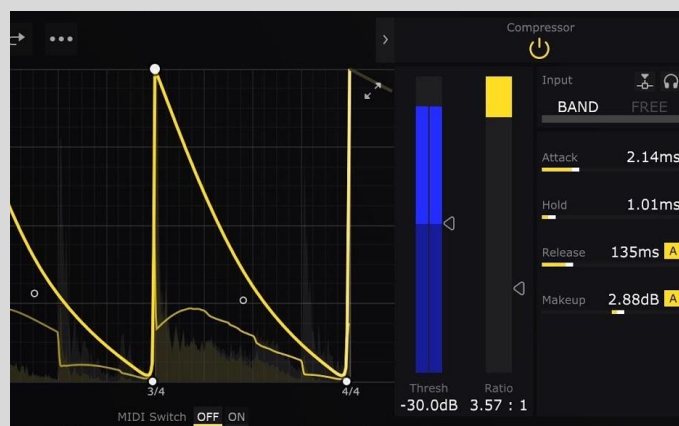 Compressor
Input
BAND FREE
Attack 2.14ms
Hold 1.01ms
Release 135ms A
Makeup 2.88dB A
Thresh Ratio
-30.0dB 3.57 : 1
3/4 4/4
MIDI Switch OFF ON